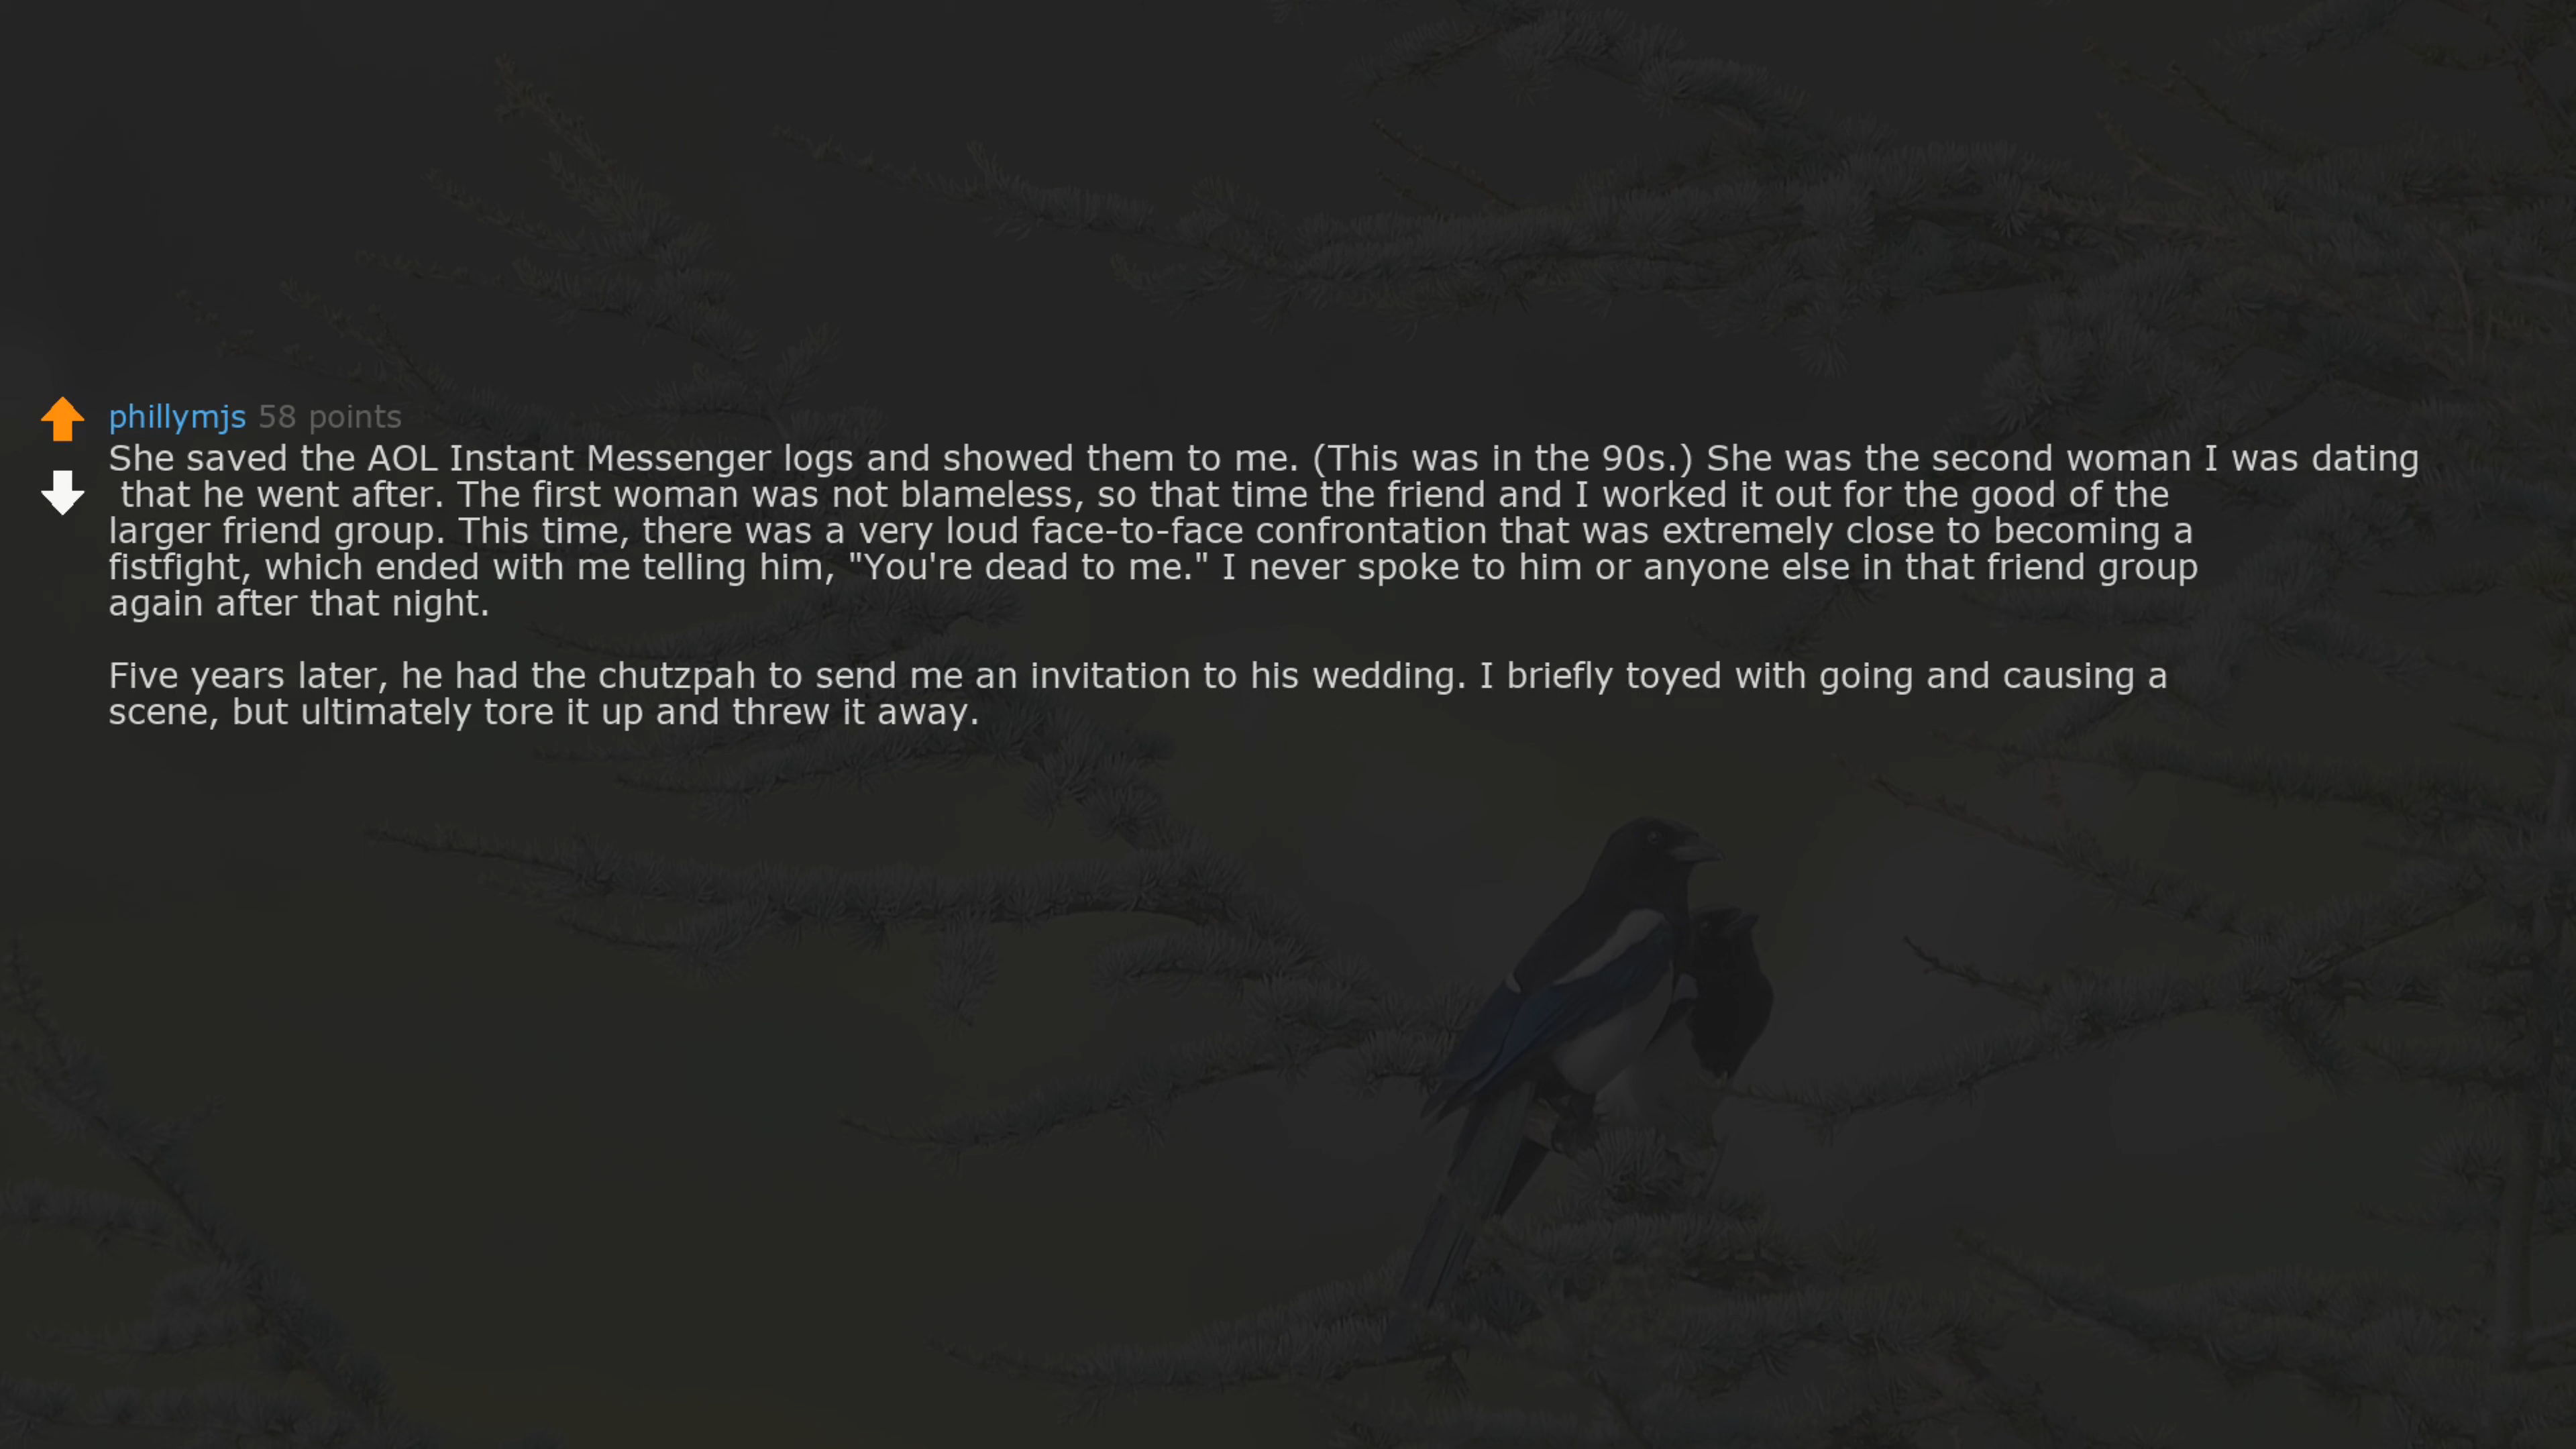 phillymjs 58 points
She saved the AOL Instant Messenger logs and showed them to me. (This was in the 90s.) She was the second woman I was dating
that he went after. The first woman was not blameless, so that time the friend and I worked it out for the good of the
larger friend group. This time, there was a very loud face-to-face confrontation that was extremely close to becoming a
fistfight, which ended with me telling him, "You're dead to me." I never spoke to him or anyone else in that friend group
again after that night.
Five years later, he had the chutzpah to send me an invitation to his wedding. I briefly toyed with going and causing a
scene, but ultimately tore it up and threw it away.